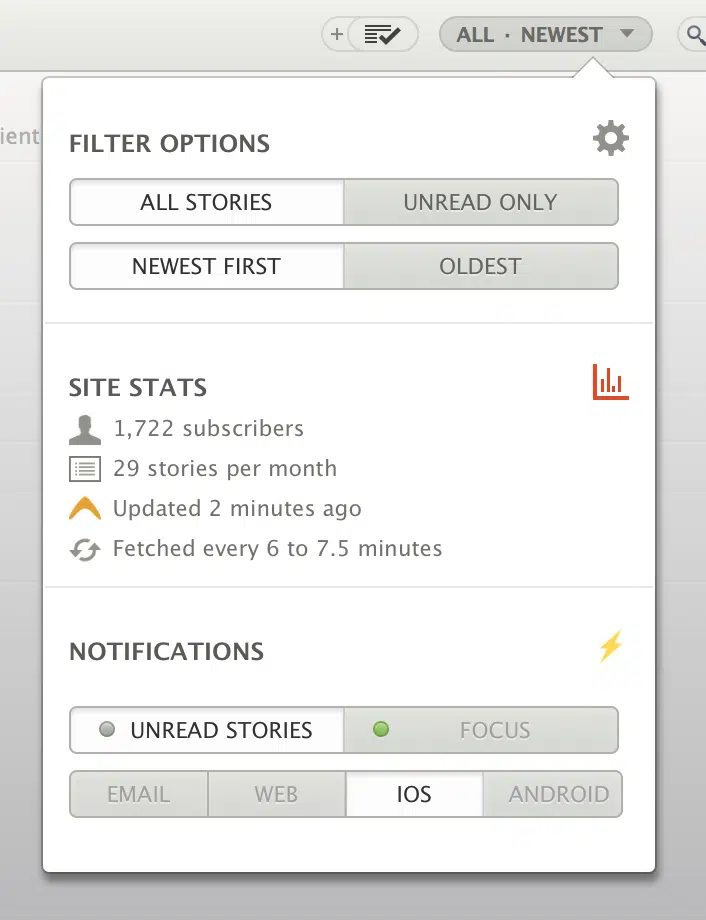 +
ALL · NEWEST
ient
FILTER OPTIONS
ALL STORIES UNREAD ONLY
NEWEST FIRST OLDEST
SITE STATS
1,722 subscribers
29 stories per month
Updated 2 minutes ago
Fetched every 6 to 7.5 minutes
NOTIFICATIONS
UNREAD STORIES FOCUS
EMAIL WEB IOS ANDROID